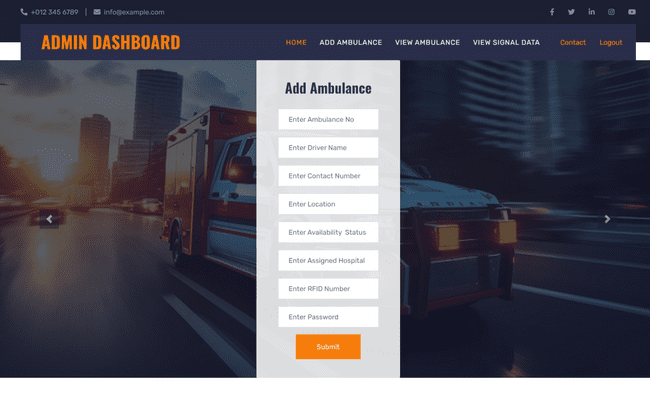 +012 345 6789 | info@example.com
ADMIN DASHBOARD
HOME ADD AMBULANCE VIEW AMBULANCE VIEW SIGNAL DATA Contact Logout
Add Ambulance
Enter Ambulance No
Enter Driver Name
Enter Contact Number
Enter Location
Enter Availability Status
Enter Assigned Hospital
Enter RFID Number
Enter Password
Submit